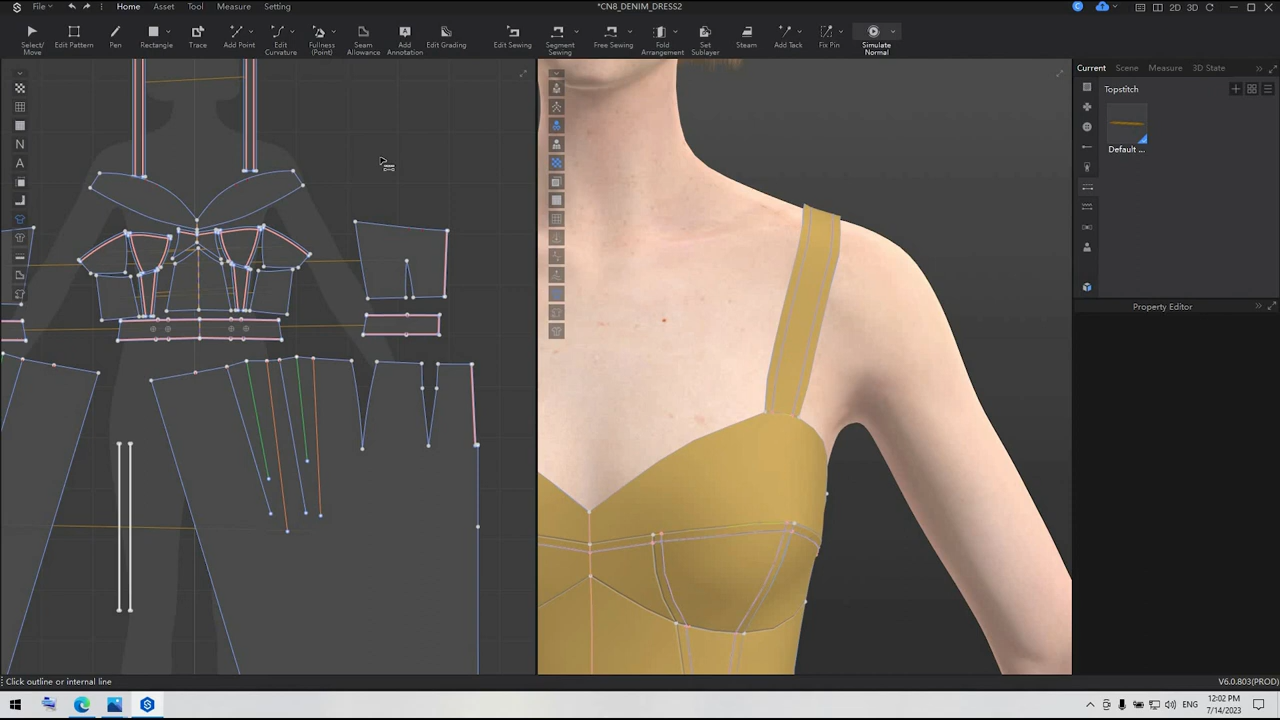 File
Home
Asset
Tool
Measure
Setting
*CN8_DENIM_DRESS2
2D
3D
Select/
Move
Edit Pattern
Pen
Rectangle
Trace
Add Point
Edit
Curvature
Fullness
(Point)
Seam
Allowance
Add
Annotation
Edit Grading
Edit Sewing
Segment
Sewing
Free Sewing
Fold
Arrangement
Set
Sublayer
Steam
Add Tack
Fix Pin
Simulate
Normal
Current
Scene
Measure
3D State
Topstitch
Default ...
Property Editor
Click outline or internal line
V6.0.803(PROD)
ENG
12:02 PM
7/14/2023